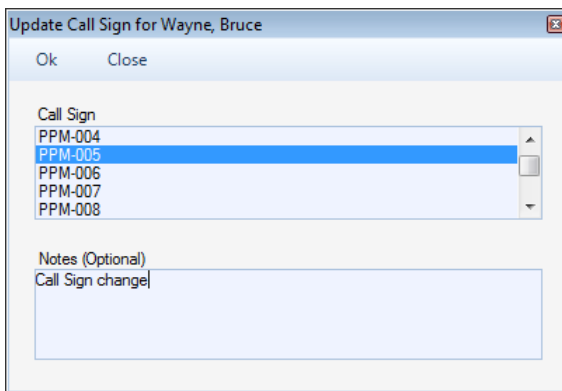 Update Call Sign for Wayne, Bruce
Ok Close
Call Sign
PPM-004
PPM-005
PPM-006
PPM-007
PPM-008
Notes (Optional)
Call Sign change